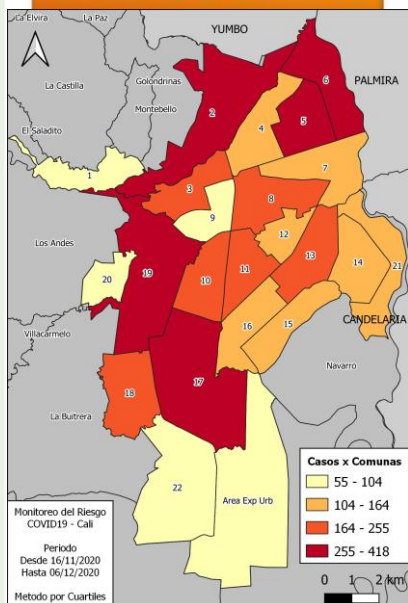 La Elvira
La Paz
YUMBO
PALMIRA
La Castilla
Golondrinas
Montebello
El Saladito
6
2
5
4
1
7
3
8
9
12
Los Andes
13
14
21
19
20
10
11
CANDELARIA
16
15
Villacarmelo
Navarro
17
18
La Buitrera
22
Area Exp Urb
Casos x Comunas
55 - 104
104 - 164
164 - 255
255 - 418
Monitoreo del Riesgo
COVID19 - Cali
Periodo
Desde 16/11/2020
Hasta 06/12/2020
Metodo por Cuartiles
0 1 2 km